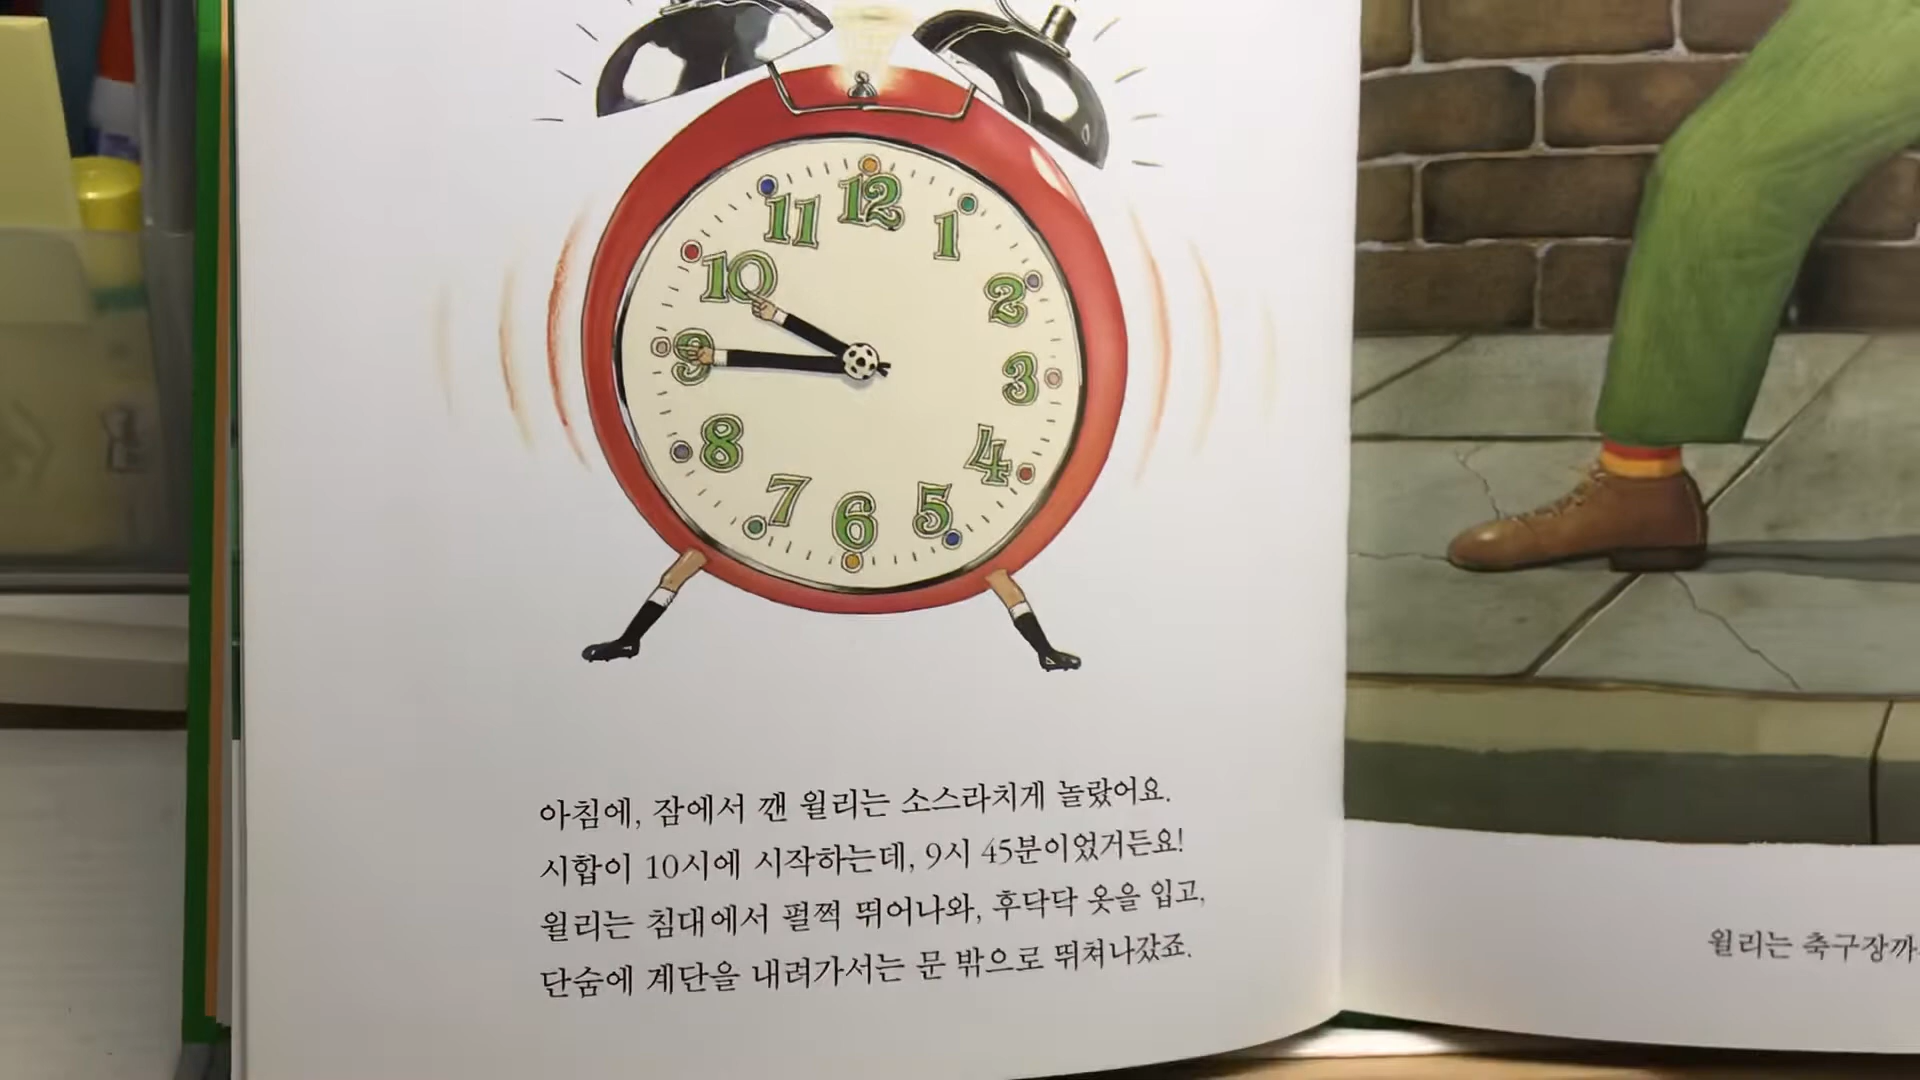 12
11
1
10
2
9
3
8
4
7
5
6
아침에, 잠에서 깬 윌리는 소스라치게 놀랐어요.
시합이 10시에 시작하는데, 9시 45분이었거든요!
윌리는 침대에서 펄쩍 뛰어나와, 후닥닥 옷을 입고,
단숨에 계단을 내려가서는 문 밖으로 뛰쳐나갔죠.
윌리는 축구장까